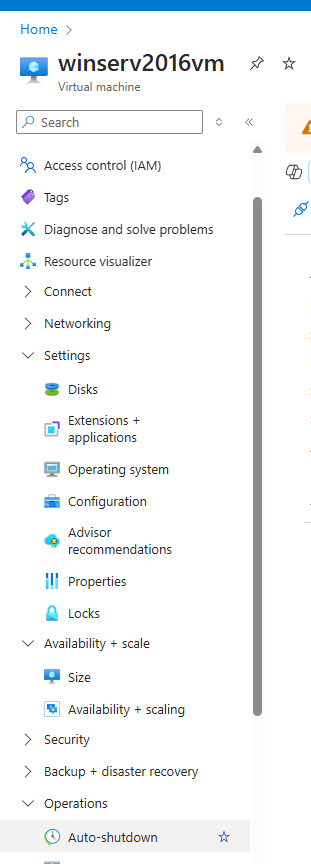 Home
winserv2016vm
Virtual machine
Search
Access control (IAM)
Tags
Diagnose and solve problems
Resource visualizer
Connect
Networking
Settings
Disks
Extensions +
applications
Operating system
Configuration
Advisor
recommendations
Properties
Locks
Availability + scale
Size
Availability + scaling
Security
Backup + disaster recovery
Operations
Auto-shutdown